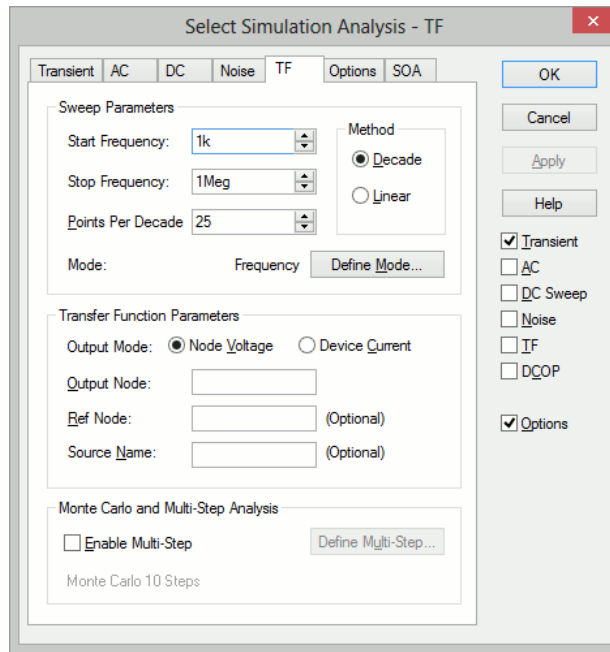 Select Simulation Analysis - TF
Transient AC DC Noise TF Options SOA
Sweep Parameters
Start Frequency: 1k
Stop Frequency: 1Meg
Points Per Decade 25
Method
Decade
Linear
Mode: Frequency Define Mode...
Transfer Function Parameters
Output Mode: Node Voltage Device Current
Output Node:
Ref Node: (Optional)
Source Name: (Optional)
Monte Carlo and Multi-Step Analysis
Enable Multi-Step Define Multi-Step...
Monte Carlo 10 Steps
OK
Cancel
Apply
Help
Transient
AC
DC Sweep
Noise
TF
DCOP
Options